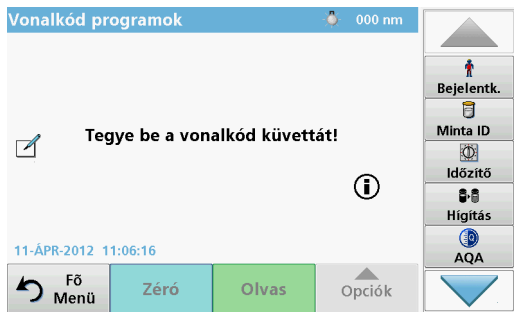 Vonalkód programok 000 nm
Tegye be a vonalkód küvettát!
11-ÁPR-2012 11:06:16
Fő
Menü
Zéró
Olvas
Opciók
Bejelentk.
Minta ID
Időzítő
Hígítás
AQA